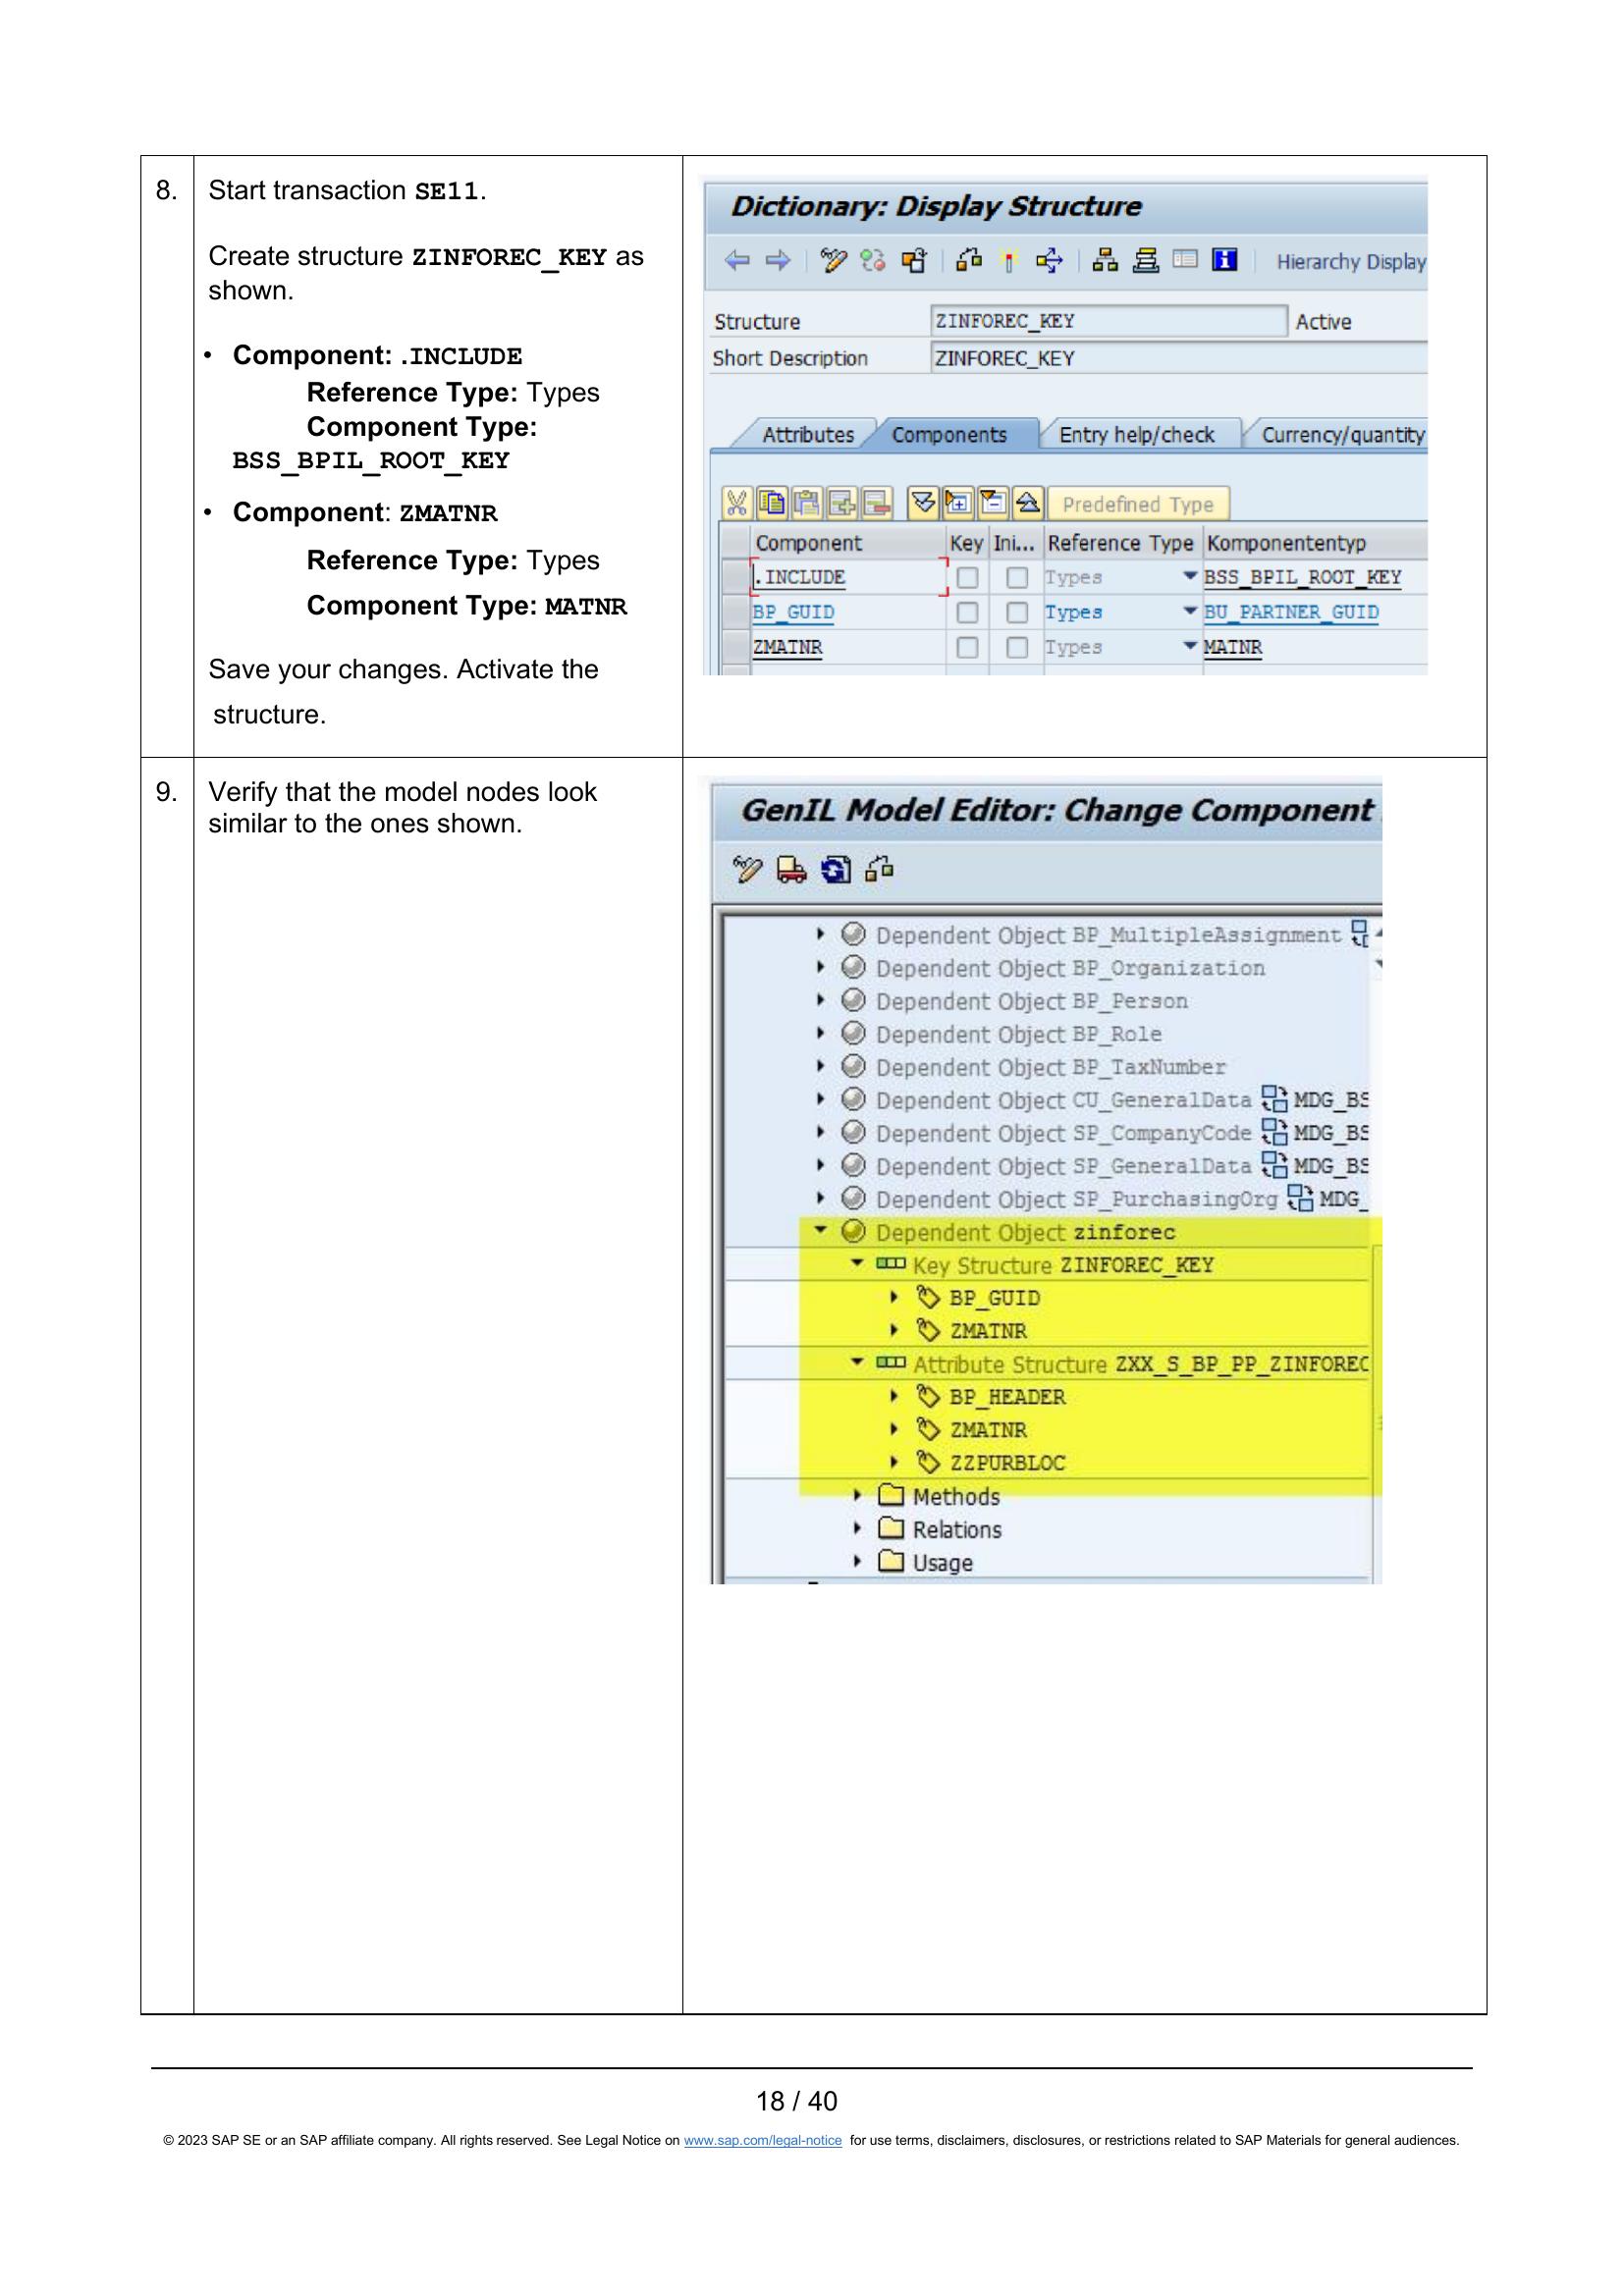 8.
Start transaction SE11.
Create structure ZINFOREC_KEY as
shown.
• Component: .INCLUDE
Reference Type: Types
Component Type:
BSS_BPIL_ROOT_KEY
• Component: ZMATNR
Reference Type: Types
Component Type: MATNR
Save your changes. Activate the
structure.
Dictionary: Display Structure
Hierarchy Display
Structure ZINFOREC_KEY Active
Short Description ZINFOREC_KEY
Attributes Components Entry help/check Currency/quantity
Predefined Type
Component Key Ini... Reference Type Komponententyp
.INCLUDE Types BSS_BPIL_ROOT_KEY
BP_GUID Types BU_PARTNER_GUID
ZMATNR Types MATNR
9.
Verify that the model nodes look
similar to the ones shown.
GenIL Model Editor: Change Component
Dependent Object BP_MultipleAssignment
Dependent Object BP_Organization
Dependent Object BP_Person
Dependent Object BP_Role
Dependent Object BP_TaxNumber
Dependent Object CU_GeneralData MDG_BS
Dependent Object SP_CompanyCode MDG_BS
Dependent Object SP_GeneralData MDG_BS
Dependent Object SP_PurchasingOrg MDG_
Dependent Object zinforec
Key Structure ZINFOREC_KEY
BP_GUID
ZMATNR
Attribute Structure ZXX_S_BP_PP_ZINFOREC
BP_HEADER
ZMATNR
ZZPURBLOC
Methods
Relations
Usage
18 / 40
© 2023 SAP SE or an SAP affiliate company. All rights reserved. See Legal Notice on www.sap.com/legal-notice for use terms, disclaimers, disclosures, or restrictions related to SAP Materials for general audiences.